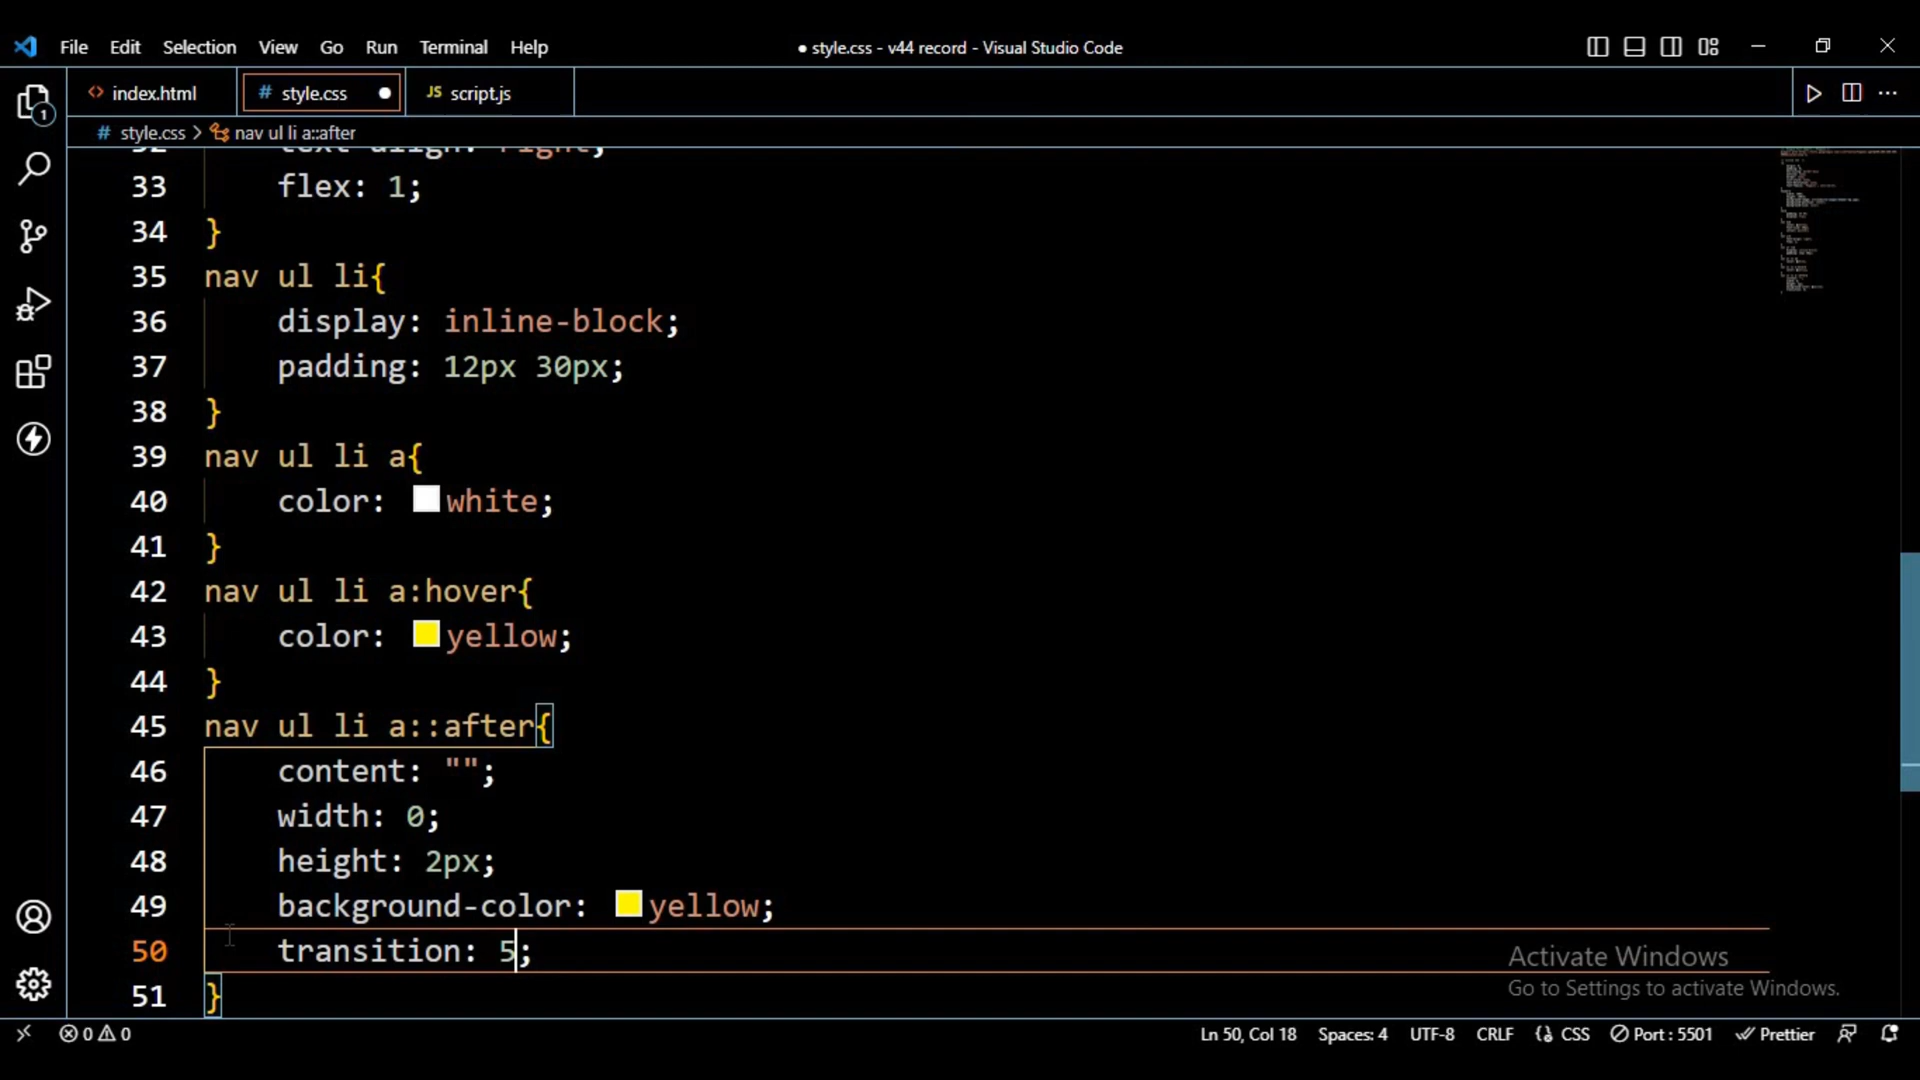 File Edit Selection View Go Run Terminal Help
● style.css - v44 record - Visual Studio Code
<> index.html
# style.css ●
JS script.js
# style.css > nav ul li a::after
32 text-align: right;
33 flex: 1;
34 }
35 nav ul li{
36 display: inline-block;
37 padding: 12px 30px;
38 }
39 nav ul li a{
40 color: white;
41 }
42 nav ul li a:hover{
43 color: yellow;
44 }
45 nav ul li a::after{
46 content: "";
47 width: 0;
48 height: 2px;
49 background-color: yellow;
50 transition: 5;
51 }
1
Activate Windows
Go to Settings to activate Windows.
0 0 Ln 50, Col 18 Spaces: 4 UTF-8 CRLF {} CSS Port : 5501 Prettier